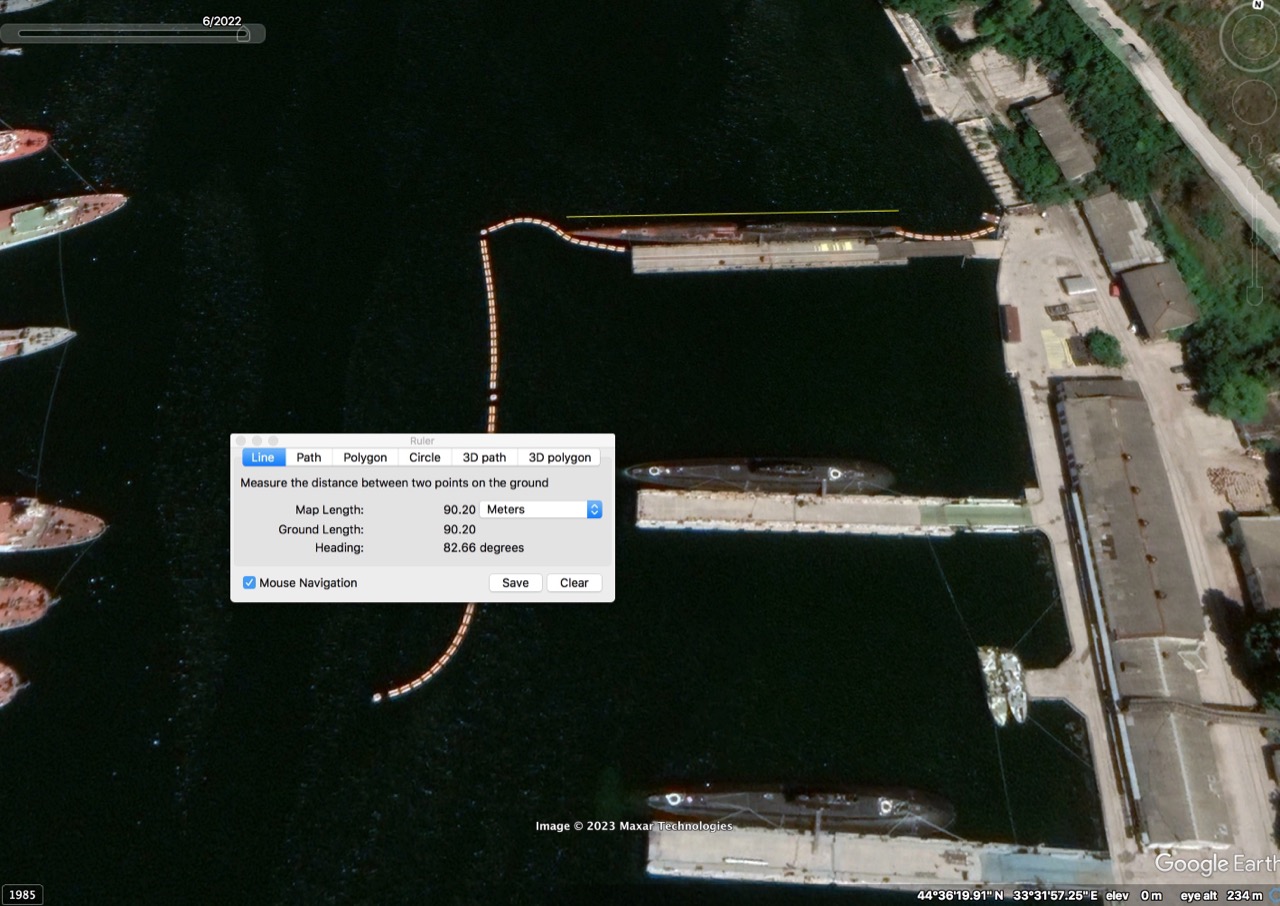 6/2022
N
Ruler
Line Path Polygon Circle 3D path 3D polygon
Measure the distance between two points on the ground
Map Length: 90.20 Meters
Ground Length: 90.20
Heading: 82.66 degrees
Mouse Navigation Save Clear
Image © 2023 Maxar Technologies
Google Earth
1985 44°36'19.91" N 33°31'57.25" E elev 0 m eye alt 234 m